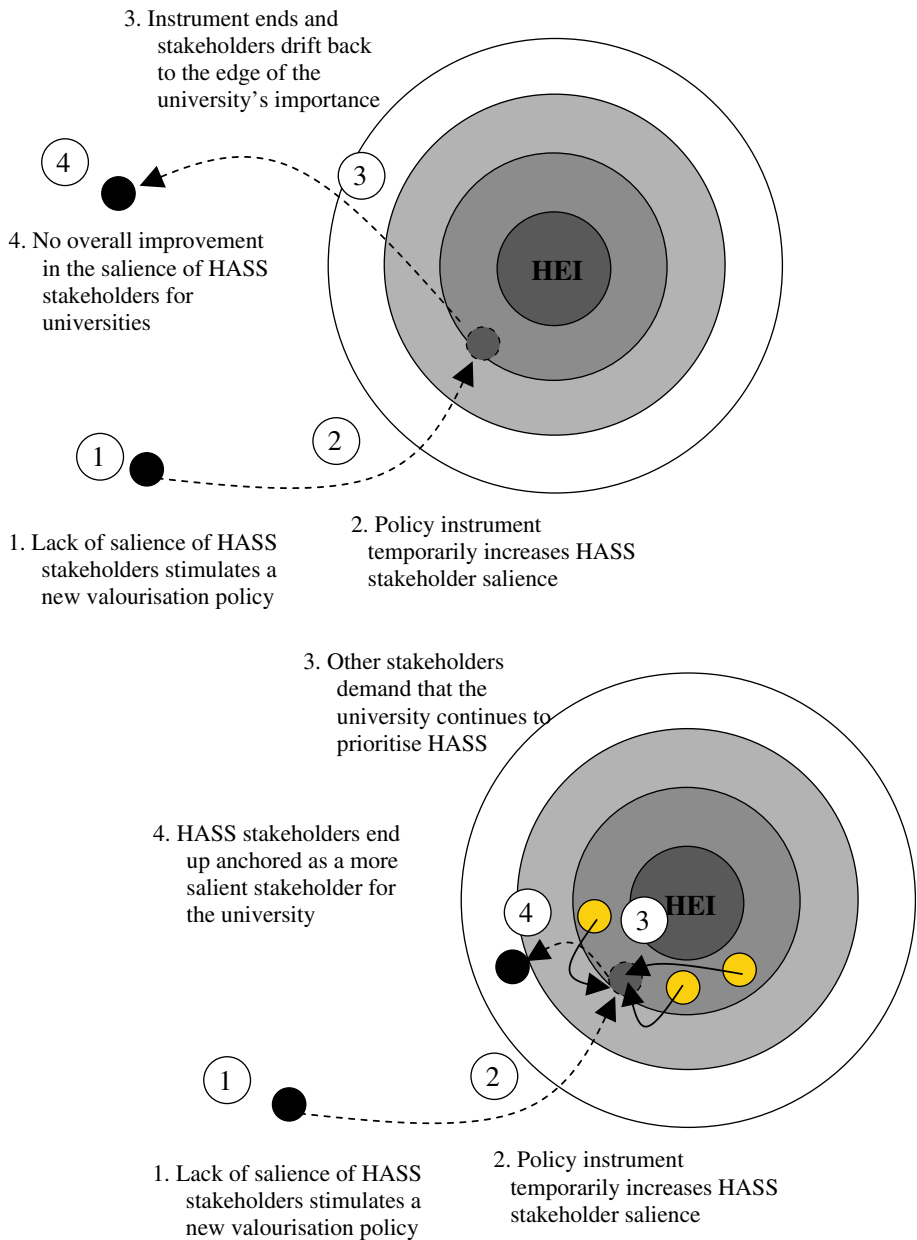 3. Instrument ends and
stakeholders drift back
to the edge of the
university’s importance
4
3
4. No overall improvement
in the salience of HASS
stakeholders for
universities
HEI
1
2
1. Lack of salience of HASS
stakeholders stimulates a
new valourisation policy
2. Policy instrument
temporarily increases HASS
stakeholder salience
3. Other stakeholders
demand that the
university continues to
prioritise HASS
4. HASS stakeholders end
up anchored as a more
salient stakeholder for
the university
4
3
HEI
1
2
1. Lack of salience of HASS
stakeholders stimulates a
new valourisation policy
2. Policy instrument
temporarily increases HASS
stakeholder salience